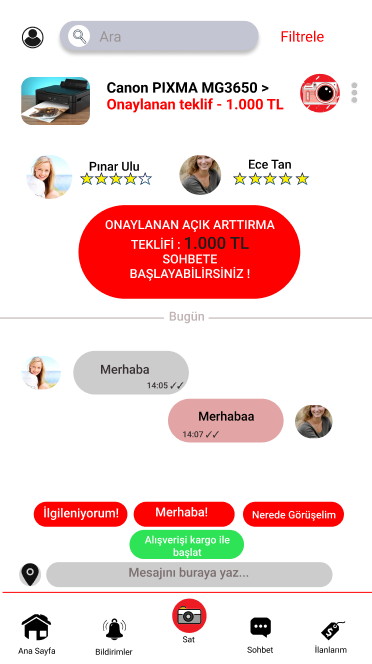 Ara
Filtrele
Canon PIXMA MG3650 >
Onaylanan teklif - 1.000 TL
Pınar Ulu
Ece Tan
ONAYLANAN AÇIK ARTTIRMA
TEKLİFİ : 1.000 TL
SOHBETE
BAŞLAYABİLİRSİNİZ !
Bugün
Merhaba
14:05
Merhabaa
14:07
İlgileniyorum!
Merhaba!
Nerede Görüşelim
Alışverişi kargo ile
başlat
Mesajını buraya yaz...
Ana Sayfa
Bildirimler
Sat
Sohbet
İlanlarım